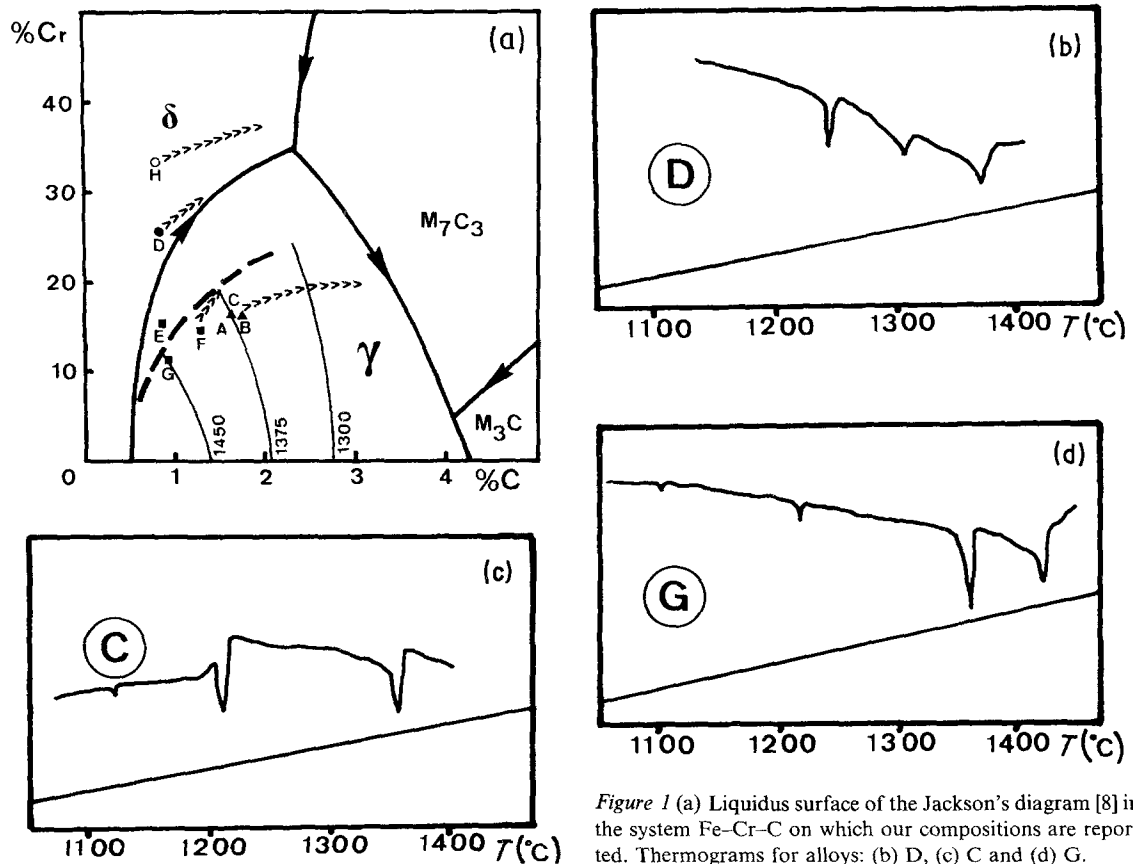 %Cr
(a)
40
30
20
10
0
δ
H
D
E
F
G
A
C
B
γ
M7C3
M3C
1450
1375
1300
1
2
3
4
%C
(b)
D
1100
1200
1300
1400
T(°C)
(c)
C
1100
1200
1300
1400
T(°C)
(d)
G
1100
1200
1300
1400
T(°C)
Figure 1 (a) Liquidus surface of the Jackson's diagram [8] in
the system Fe–Cr–C on which our compositions are repor-
ted. Thermograms for alloys: (b) D, (c) C and (d) G.